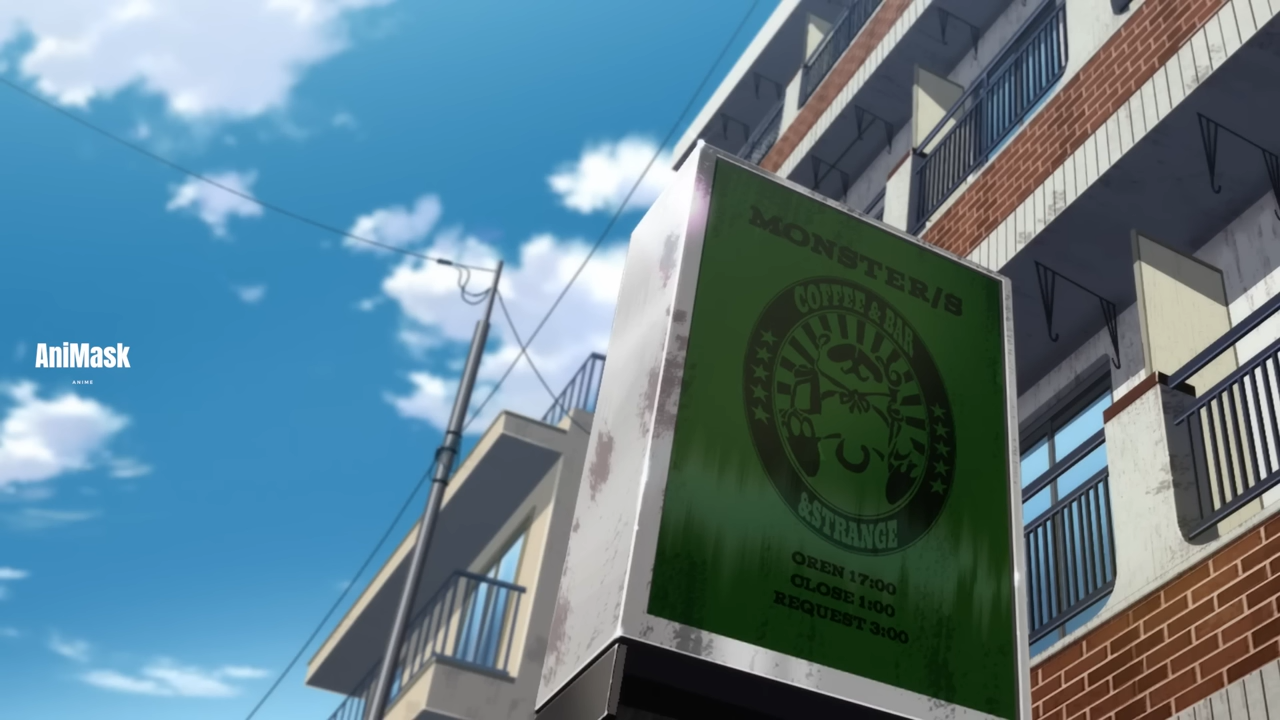 MONSTER/S
COFFEE & BAR
&STRANGE
OREN 17:00
CLOSE 1:00
REQUEST 3:00
AniMask
ANIME